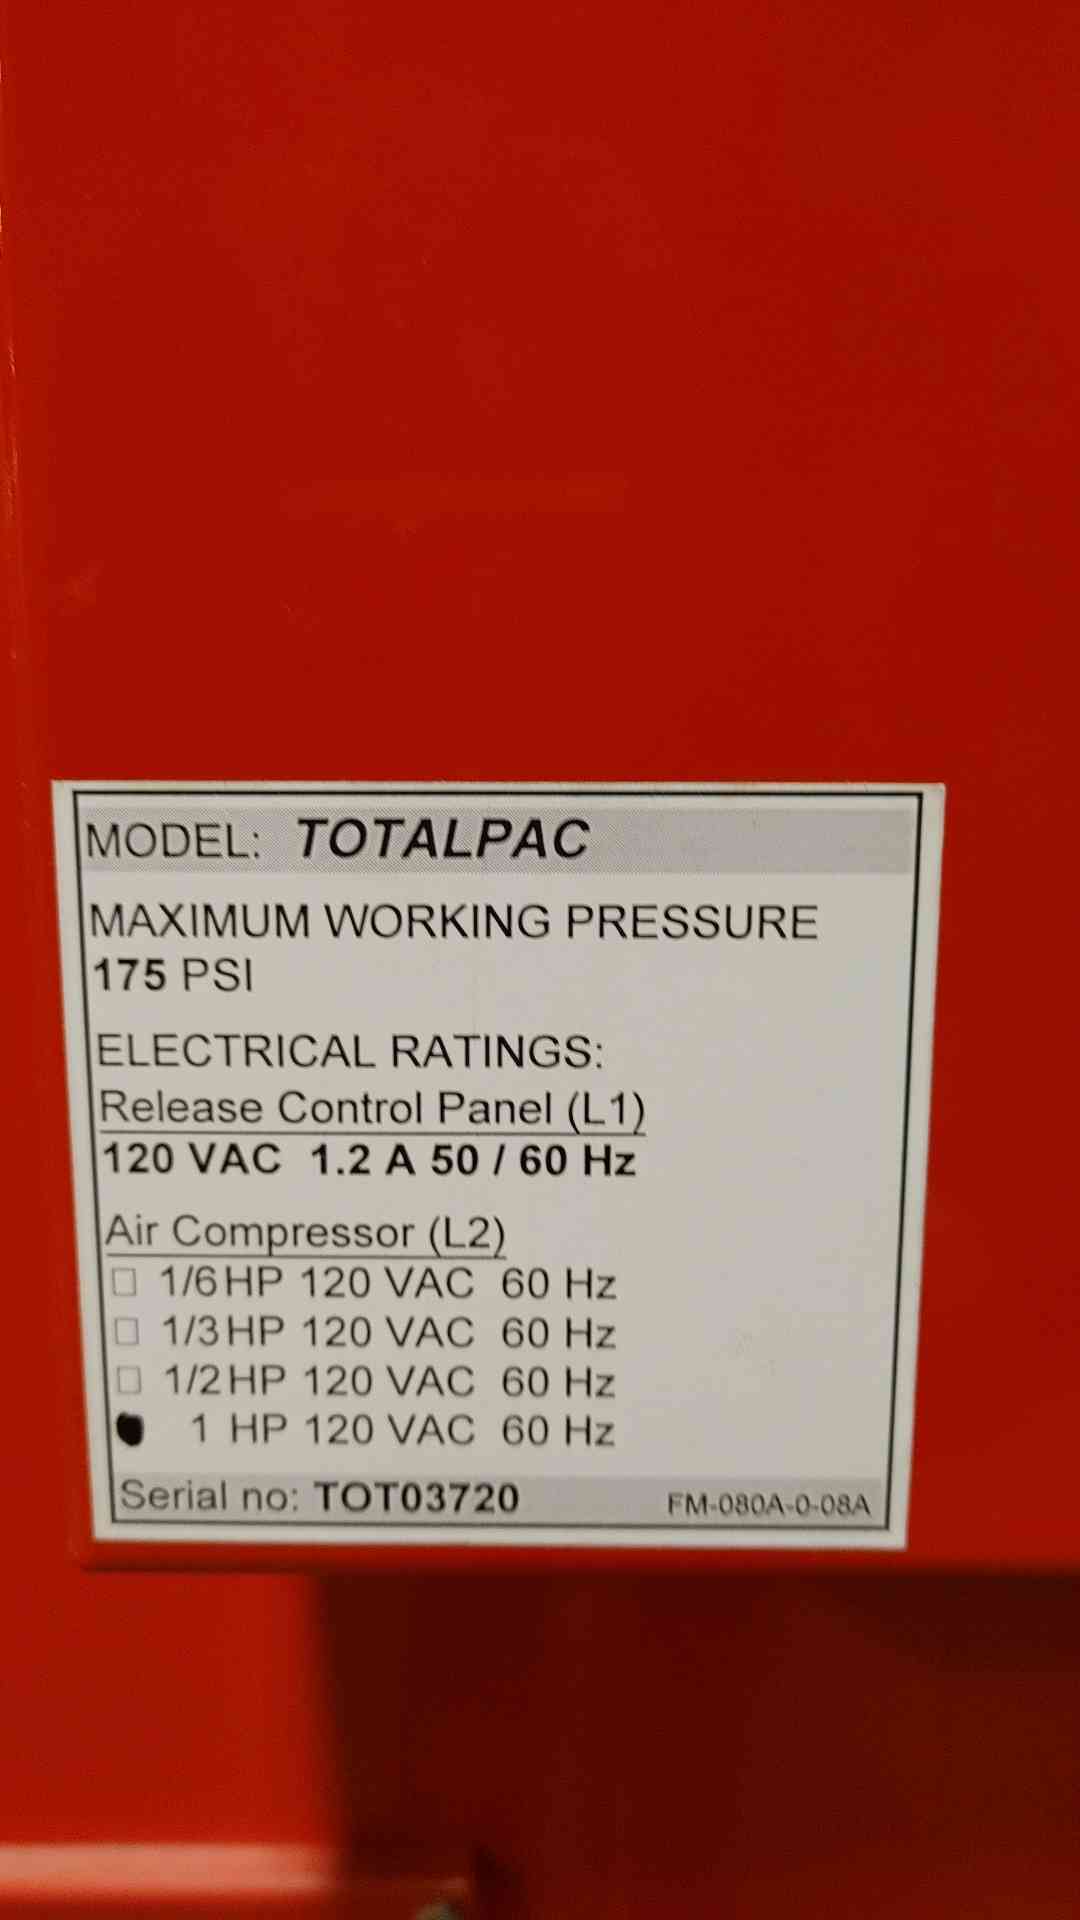 MODEL: TOTALPAC
MAXIMUM WORKING PRESSURE
175 PSI
ELECTRICAL RATINGS:
Release Control Panel (L1)
120 VAC 1.2 A 50 / 60 Hz
Air Compressor (L2)
☐ 1/6 HP 120 VAC 60 Hz
☐ 1/3 HP 120 VAC 60 Hz
☐ 1/2 HP 120 VAC 60 Hz
1 HP 120 VAC 60 Hz
Serial no: TOT03720 FM-080A-0-08A